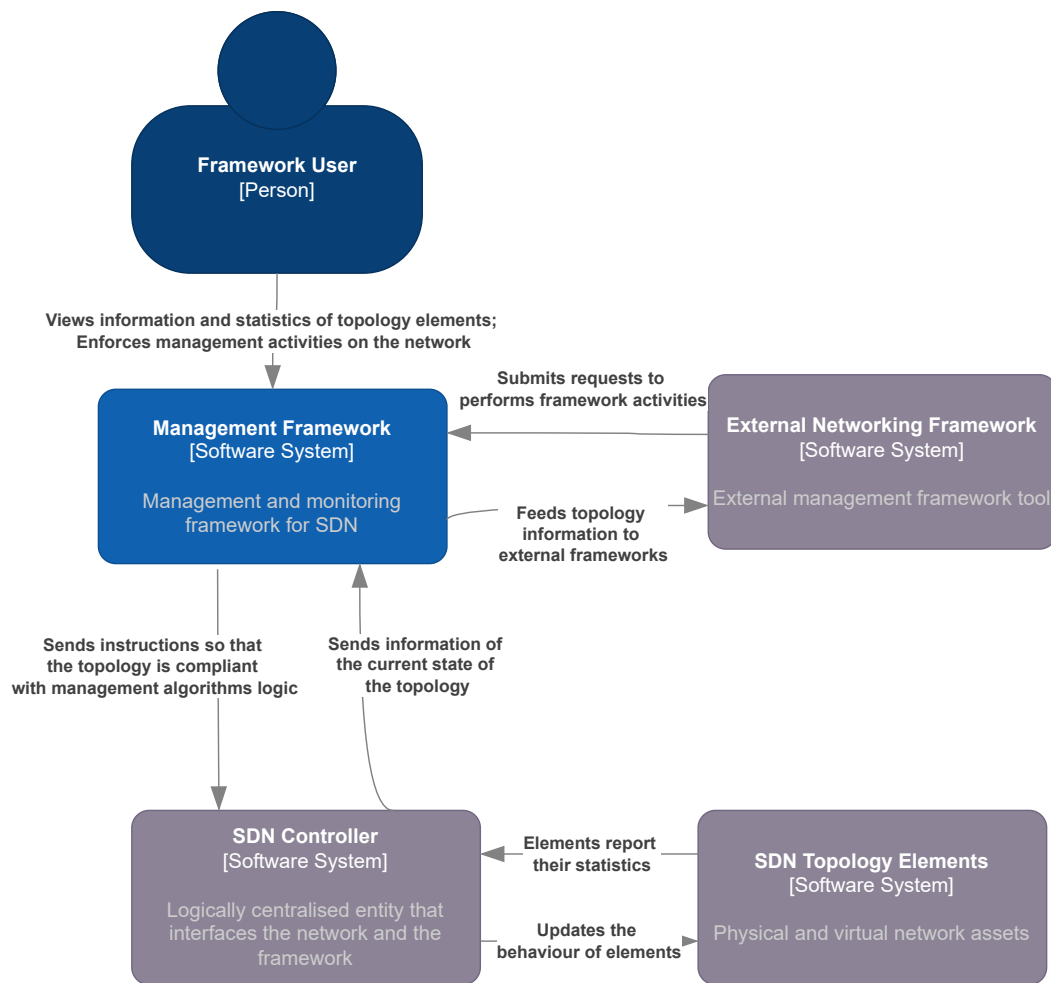 Framework User
[Person]
Views information and statistics of topology elements;
Enforces management activities on the network
Submits requests to
performs framework activities
Management Framework
[Software System]
Management and monitoring
framework for SDN
External Networking Framework
[Software System]
External management framework tool
Feeds topology
information to
external frameworks
Sends instructions so that
the topology is compliant
with management algorithms logic
Sends information of
the current state of
the topology
SDN Controller
[Software System]
Logically centralised entity that
interfaces the network and the
framework
Elements report
their statistics
Updates the
behaviour of elements
SDN Topology Elements
[Software System]
Physical and virtual network assets